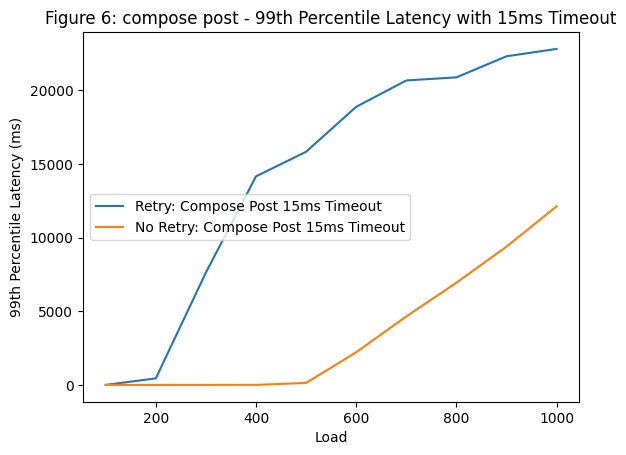 Figure 6: compose post - 99th Percentile Latency with 15ms Timeout
99th Percentile Latency (ms)
20000
15000
10000
5000
0
Retry: Compose Post 15ms Timeout
No Retry: Compose Post 15ms Timeout
200 400 600 800 1000
Load